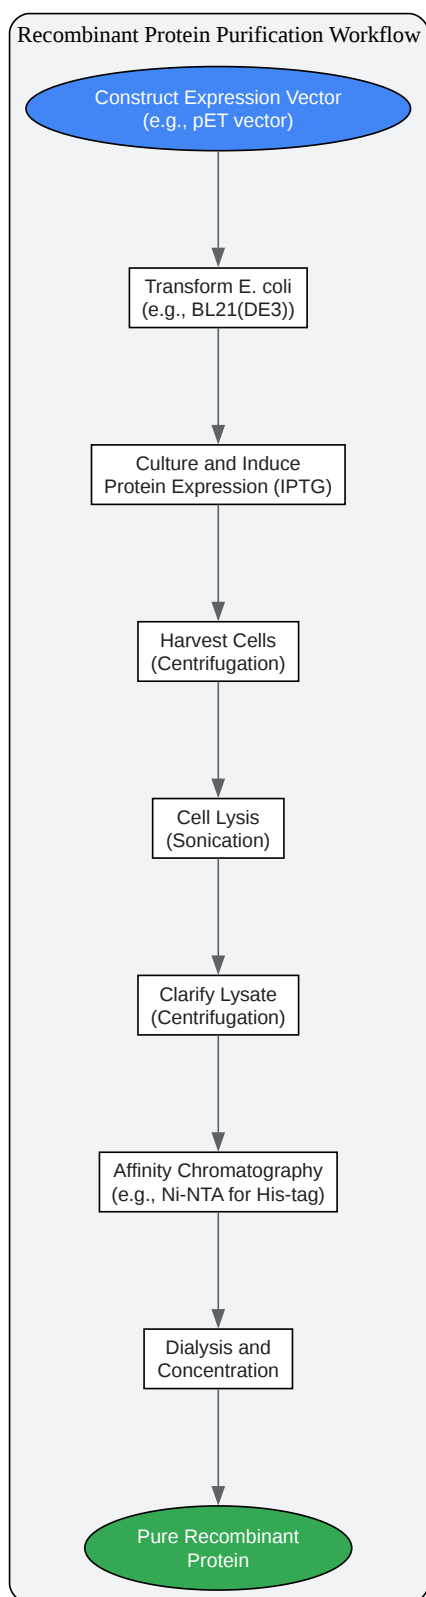 Recombinant Protein Purification Workflow
Construct Expression Vector
(e.g., pET vector)
Transform E. coli
(e.g., BL21(DE3))
Culture and Induce
Protein Expression (IPTG)
Harvest Cells
(Centrifugation)
Cell Lysis
(Sonication)
Clarify Lysate
(Centrifugation)
Affinity Chromatography
(e.g., Ni-NTA for His-tag)
Dialysis and
Concentration
Pure Recombinant
Protein